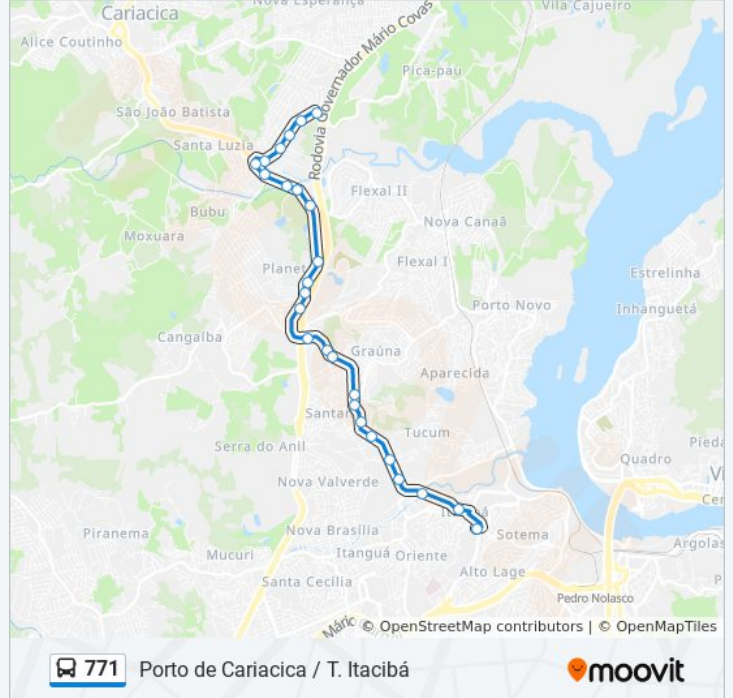 Nova Esperança
Vila Cajueiro
Cariacica
Alice Coutinho
Rodovia Governador Mário Covas
Pica-pau
São João Batista
Santa Luzia
Flexal II
Bubu
Nova Canaã
Moxuara
Flexal I
Planet
Estrelinha
Porto Novo
Inhanguetá
Cangaíba
Graúna
Aparecida
Santan
Tucum
Serra do Anil
Quadro
Nova Valverde
Piranema
Nova Brasília
Sotema
Argolas
Mucuri
Itanguá
Oriente
Santa Cecília
Alto Lage
Pedro Nolasco
© OpenStreetMap contributors | © OpenMapTiles
771 Porto de Cariacica / T. Itacibá
moovit